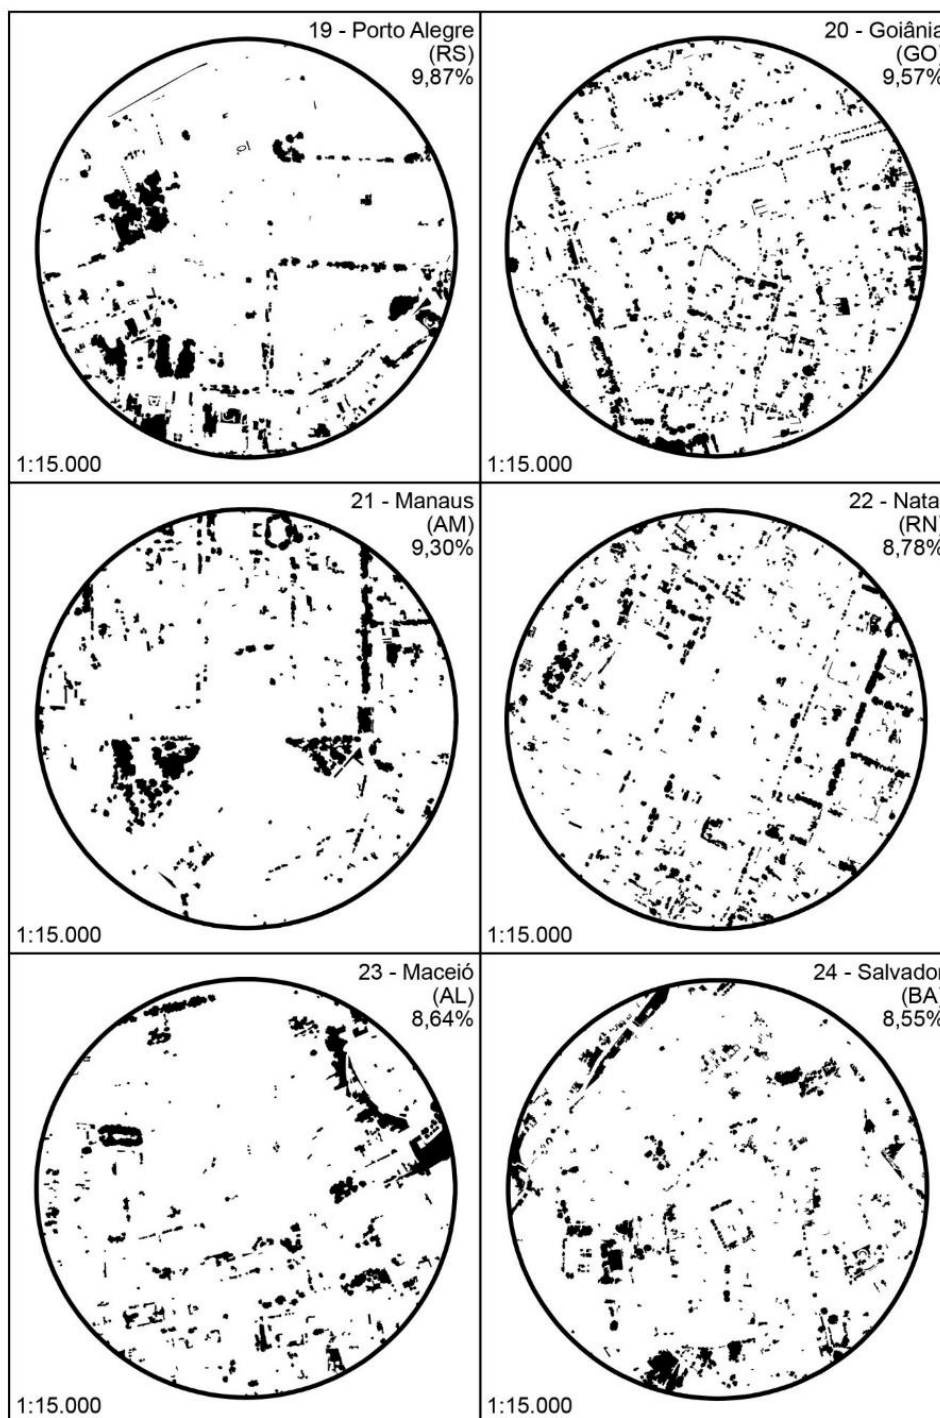 19 - Porto Alegre
(RS)
9,87%
1:15.000
20 - Goiânia
(GO)
9,57%
1:15.000
21 - Manaus
(AM)
9,30%
1:15.000
22 - Nata
(RN)
8,78%
1:15.000
23 - Maceió
(AL)
8,64%
1:15.000
24 - Salvador
(BA)
8,55%
1:15.000